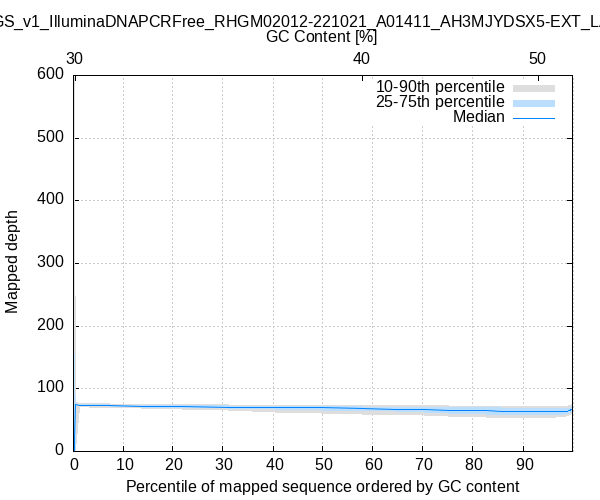 GS_v1_IlluminaDNAPCRFree_RHGM02012-221021_A01411_AH3MJYDSX5-EXT_L
GC Content [%]
30 40 50
600
10-90th percentile
25-75th percentile
Median
500
400
300
200
100
0
Mapped depth
0 10 20 30 40 50 60 70 80 90
Percentile of mapped sequence ordered by GC content